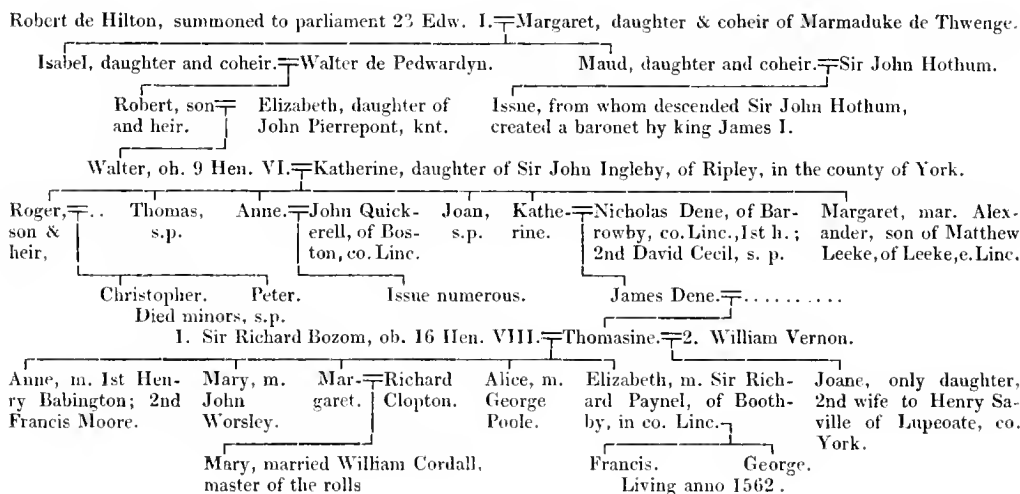 Robert de Hilton, summoned to parliament 23 Edw. I.=Margaret, daughter & coheir of Marmaduke de Thwenge.
Isabel, daughter and coheir.=Walter de Pedwardyn.
Maud, daughter and coheir.=Sir John Hothum.
Robert, son=
and heir.
Elizabeth, daughter of
John Pierrepont, knt.
Issue, from whom descended Sir John Hothum,
created a baronet by king James I.
Walter, ob. 9 Hen. VI.=Katherine, daughter of Sir John Ingleby, of Ripley, in the county of York.
Roger,=..
son &
heir,
Thomas,
s.p.
Anne.=John Quick-
erell, of Bos-
ton, co. Linc.
Joan,
s.p.
Kathe-=Nicholas Dene, of Bar-
rine. rowby, co. Linc., 1st h.;
2nd David Cecil, s. p.
Margaret, mar. Alex-
ander, son of Matthew
Leeke, of Leeke, c. Linc.
Christopher. Peter.
Died minors, s.p.
Issue numerous.
James Dene.=..........
1. Sir Richard Bozom, ob. 16 Hen. VIII.=Thomasine.=2. William Vernon.
Anne, m. 1st Hen-
ry Babington; 2nd
Francis Moore.
Mary, m.
John
Worsley.
Mar-=Richard
garet. Clopton.
Alice, m.
George
Poole.
Elizabeth, m. Sir Rich-
ard Paynel, of Booth-
by, in co. Linc.
Joane, only daughter,
2nd wife to Henry Sa-
ville of Lupeoate, co.
York.
Mary, married William Cordall,
master of the rolls
Francis. George.
Living anno 1562.